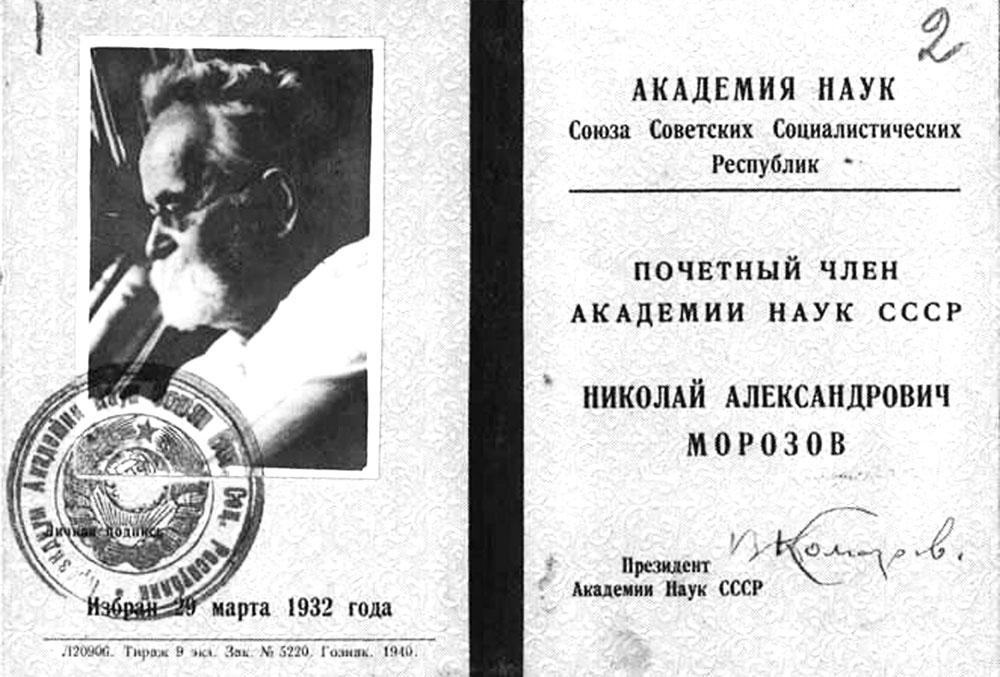 Личная подпись
Избран 29 марта 1932 года
Л20906. Тираж 9 экз. Зак. № 5220. Гознак. 1940.
2
АКАДЕМИЯ НАУК
Союза Советских Социалистических
Республик
ПОЧЕТНЫЙ ЧЛЕН
АКАДЕМИИ НАУК СССР
НИКОЛАЙ АЛЕКСАНДРОВИЧ
МОРОЗОВ
Президент
Академии Наук СССР
В Комаров.